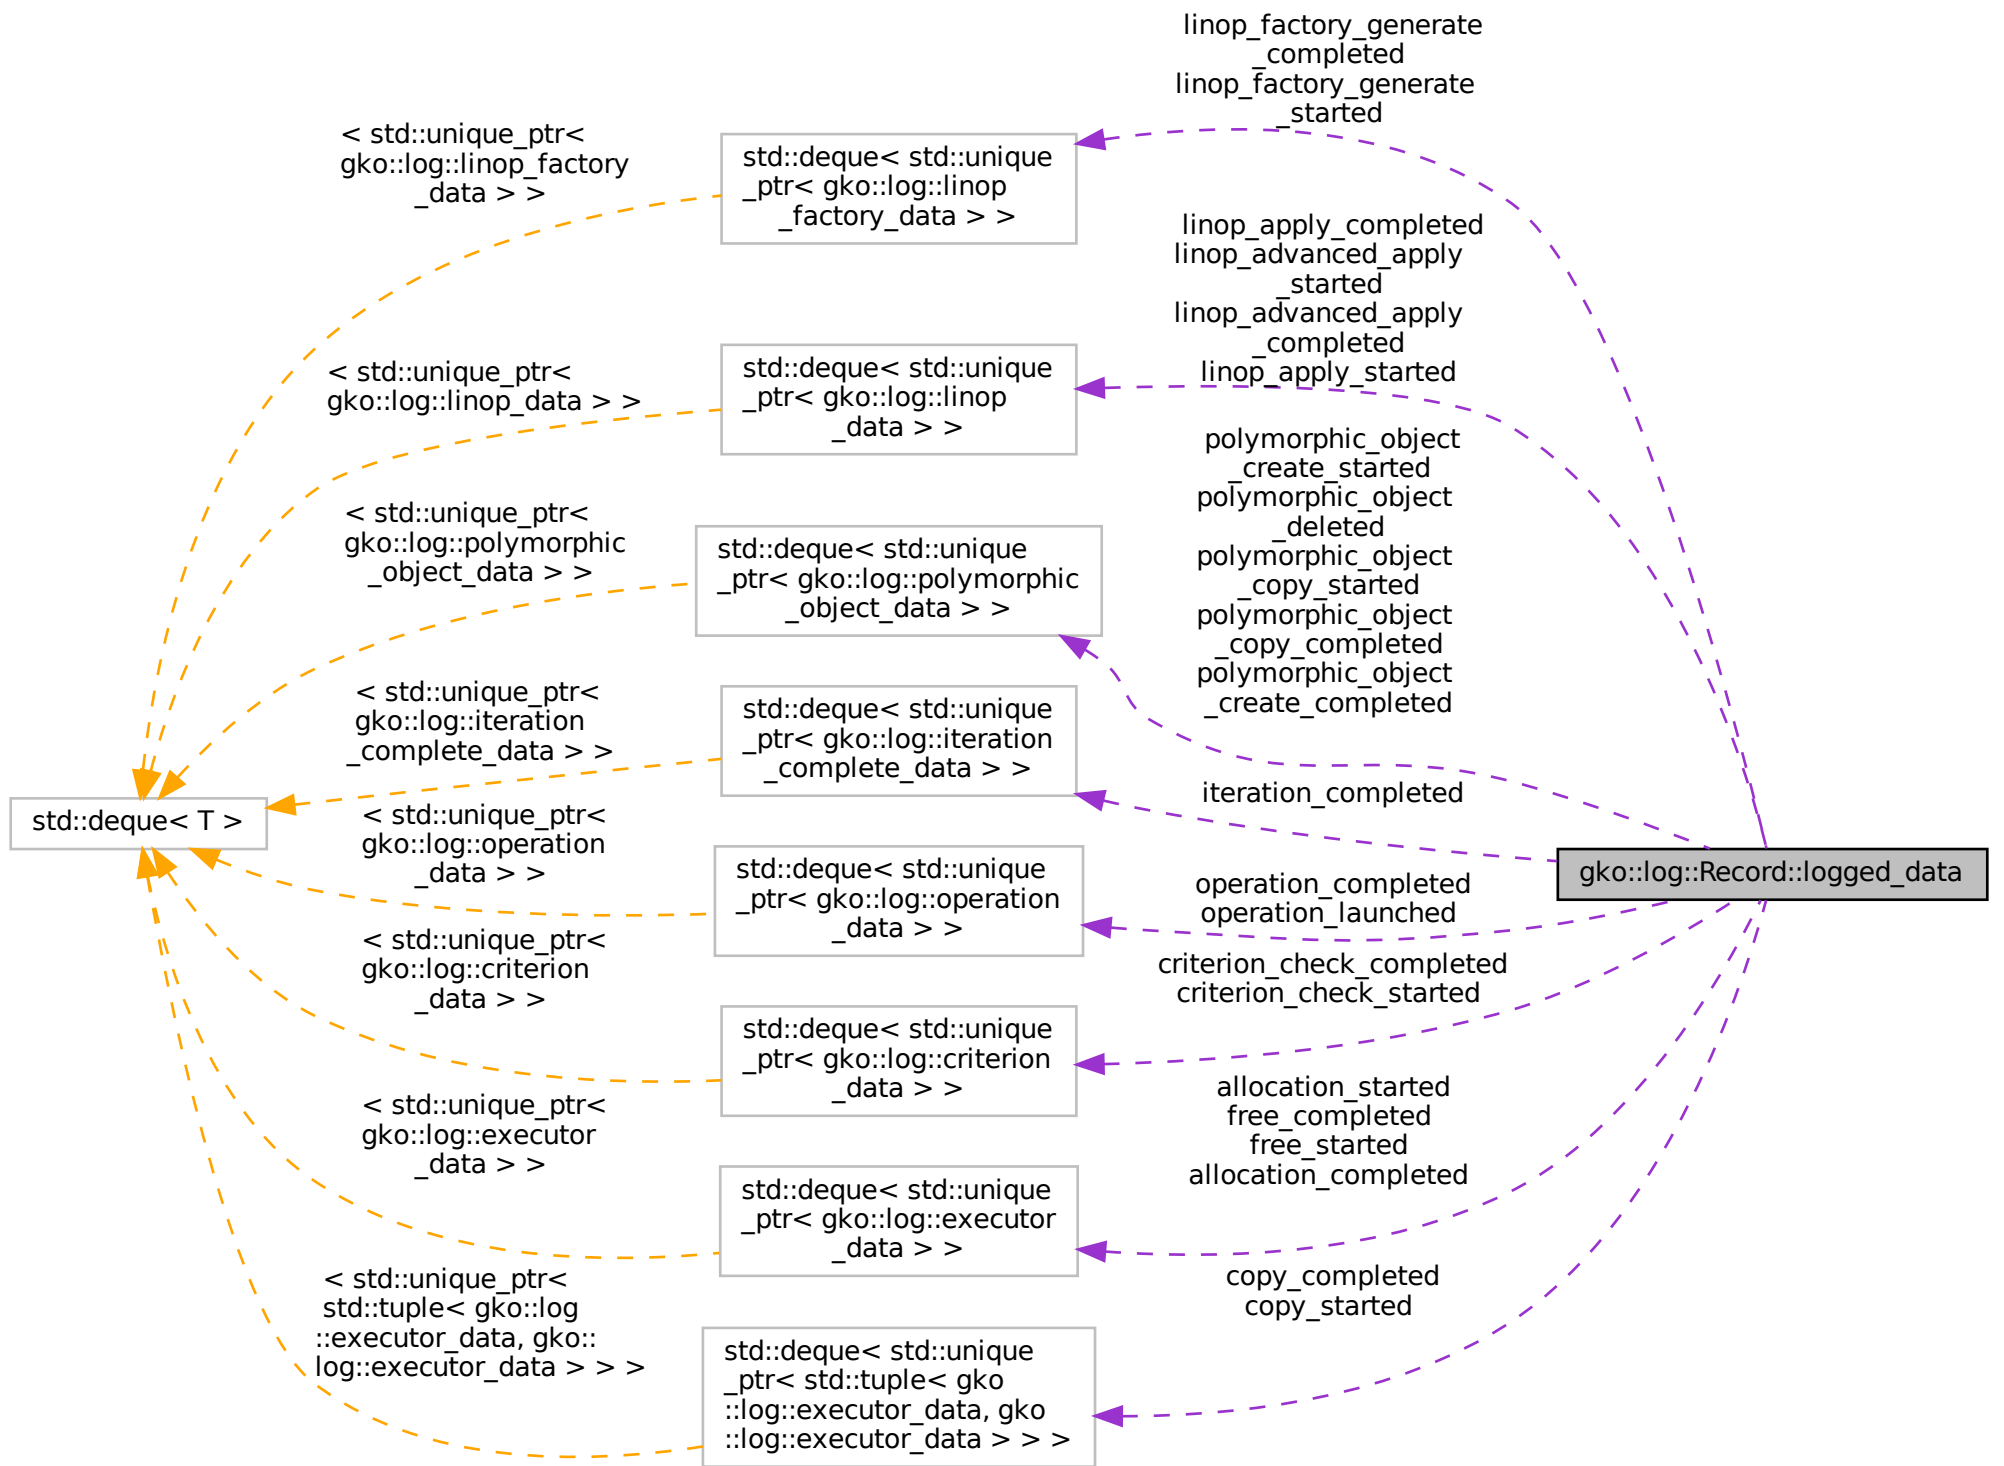 linop_factory_generate
_completed
linop_factory_generate
_started
< std::unique_ptr<
gko::log::linop_factory
_data > >
std::deque< std::unique
_ptr< gko::log::linop
_factory_data > >
linop_apply_completed
linop_advanced_apply
_started
linop_advanced_apply
_completed
linop_apply_started
< std::unique_ptr<
gko::log::linop_data > >
std::deque< std::unique
_ptr< gko::log::linop
_data > >
polymorphic_object
_create_started
polymorphic_object
_deleted
polymorphic_object
_copy_started
polymorphic_object
_copy_completed
polymorphic_object
_create_completed
< std::unique_ptr<
gko::log::polymorphic
_object_data > >
std::deque< std::unique
_ptr< gko::log::polymorphic
_object_data > >
< std::unique_ptr<
gko::log::iteration
_complete_data > >
std::deque< std::unique
_ptr< gko::log::iteration
_complete_data > >
iteration_completed
std::deque< T >
< std::unique_ptr<
gko::log::operation
_data > >
std::deque< std::unique
_ptr< gko::log::operation
_data > >
operation_completed
operation_launched
gko::log::Record::logged_data
< std::unique_ptr<
gko::log::criterion
_data > >
std::deque< std::unique
_ptr< gko::log::criterion
_data > >
criterion_check_completed
criterion_check_started
< std::unique_ptr<
gko::log::executor
_data > >
std::deque< std::unique
_ptr< gko::log::executor
_data > >
allocation_started
free_completed
free_started
allocation_completed
< std::unique_ptr<
std::tuple< gko::log
::executor_data, gko::
log::executor_data > > >
std::deque< std::unique
_ptr< std::tuple< gko
::log::executor_data, gko
::log::executor_data > > >
copy_completed
copy_started